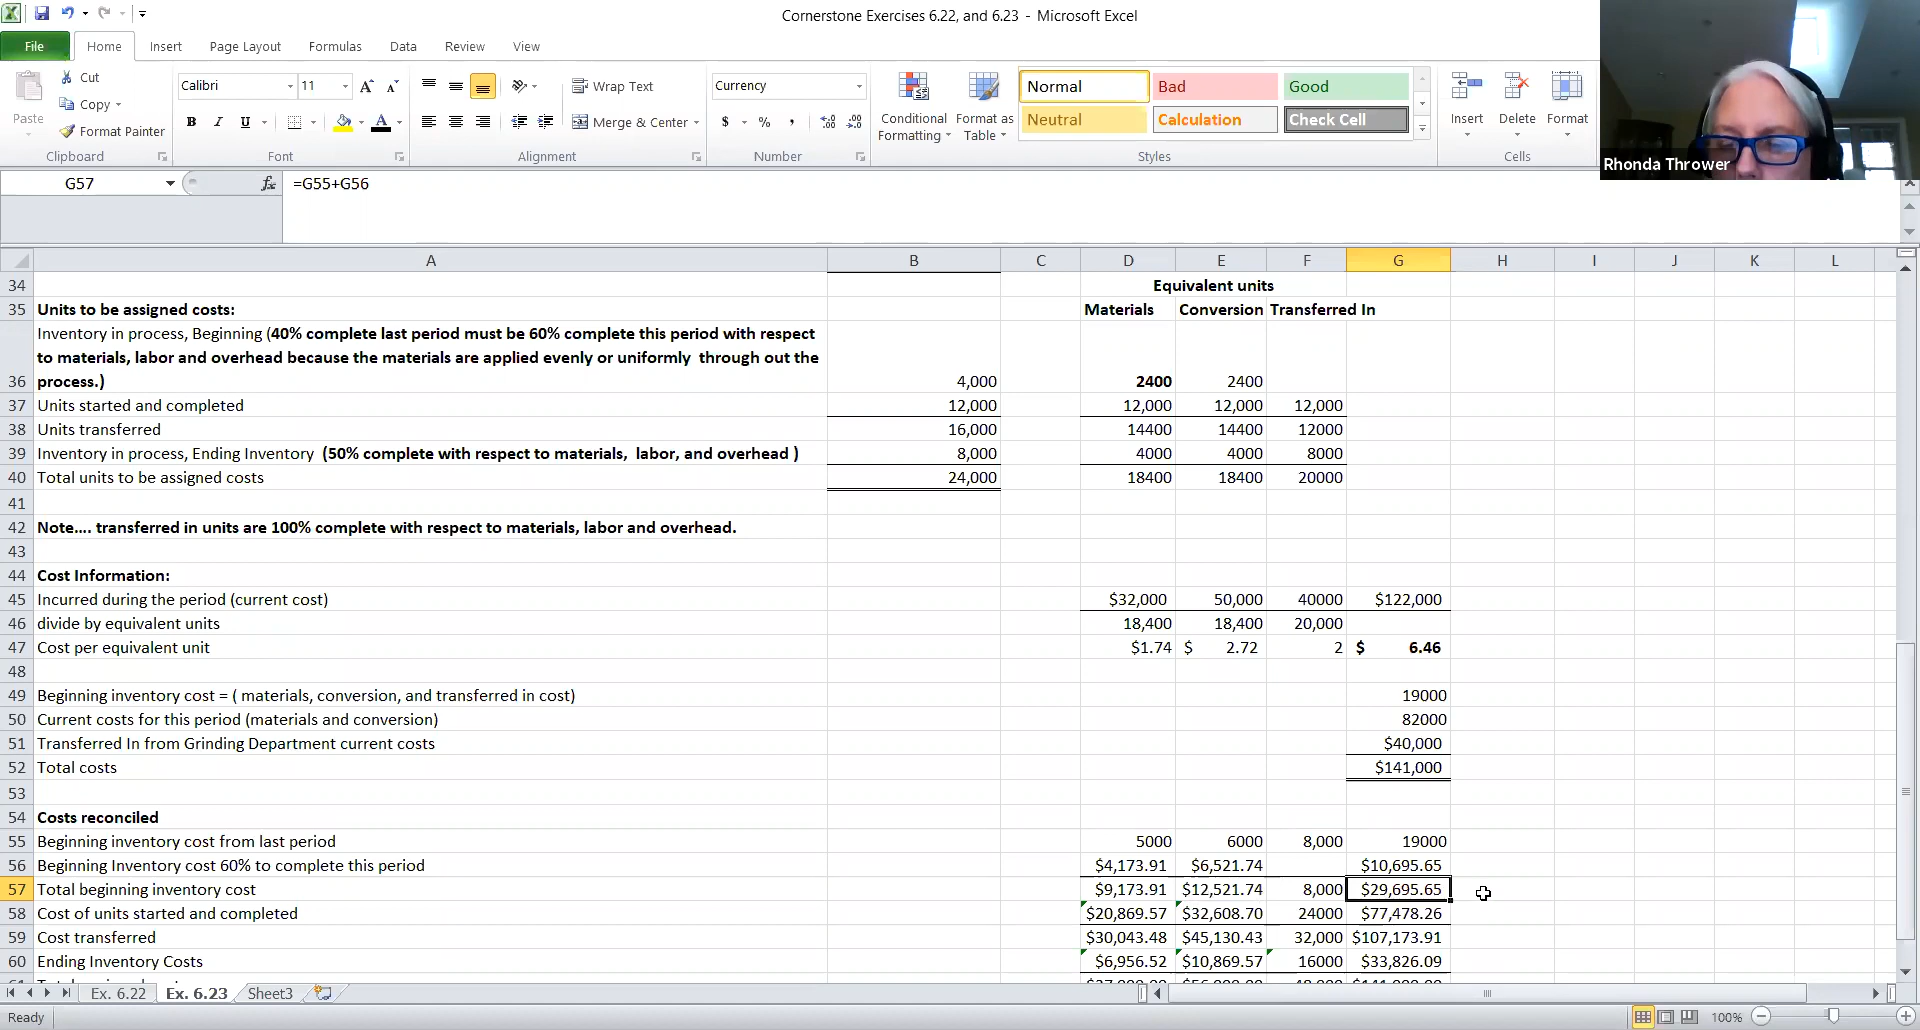 Cornerstone Exercises 6.22, and 6.23 - Microsoft Excel
File Home Insert Page Layout Formulas Data Review View
Paste Cut Copy Format Painter
Calibri 11 A A B I U A
Wrap Text Merge & Center
Currency $ % ,
Conditional Formatting Format as Table
Normal Bad Good
Neutral Calculation Check Cell
Insert Delete Format
Clipboard Font Alignment Number Styles Cells
Rhonda Thrower
G57 fx =G55+G56
A B C D E F G H I J K L
34 Equivalent units
35 Units to be assigned costs: Materials Conversion Transferred In
Inventory in process, Beginning (40% complete last period must be 60% complete this period with respect
to materials, labor and overhead because the materials are applied evenly or uniformly through out the
36 process.) 4,000 2400 2400
37 Units started and completed 12,000 12,000 12,000 12,000
38 Units transferred 16,000 14400 14400 12000
39 Inventory in process, Ending Inventory (50% complete with respect to materials, labor, and overhead ) 8,000 4000 4000 8000
40 Total units to be assigned costs 24,000 18400 18400 20000
41
42 Note.... transferred in units are 100% complete with respect to materials, labor and overhead.
43
44 Cost Information:
45 Incurred during the period (current cost) $32,000 50,000 40000 $122,000
46 divide by equivalent units 18,400 18,400 20,000
47 Cost per equivalent unit $1.74 $ 2.72 2 $ 6.46
48
49 Beginning inventory cost = ( materials, conversion, and transferred in cost) 19000
50 Current costs for this period (materials and conversion) 82000
51 Transferred In from Grinding Department current costs $40,000
52 Total costs $141,000
53
54 Costs reconciled
55 Beginning inventory cost from last period 5000 6000 8,000 19000
56 Beginning Inventory cost 60% to complete this period $4,173.91 $6,521.74 $10,695.65
57 Total beginning inventory cost $9,173.91 $12,521.74 8,000 $29,695.65
58 Cost of units started and completed $20,869.57 $32,608.70 24000 $77,478.26
59 Cost transferred $30,043.48 $45,130.43 32,000 $107,173.91
60 Ending Inventory Costs $6,956.52 $10,869.57 16000 $33,826.09
Ex. 6.22 Ex. 6.23 Sheet3
Ready 100%